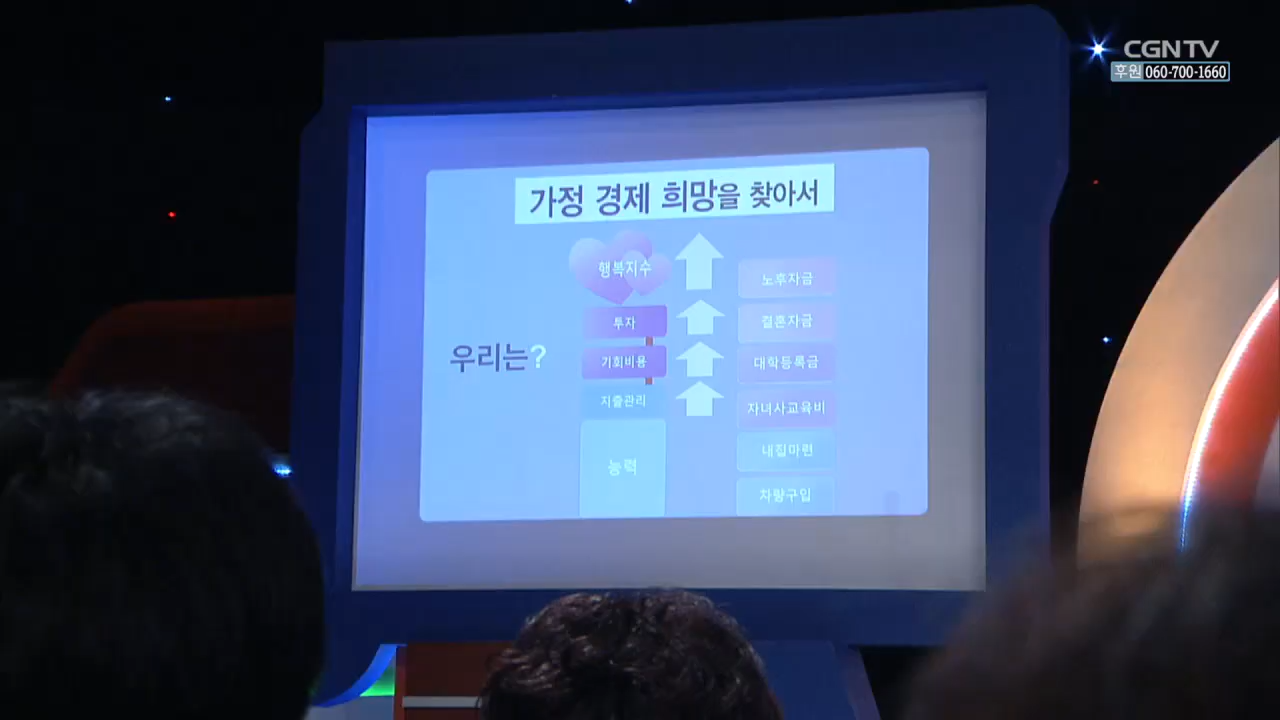 CGNTV
후원 060-700-1660
가정 경제 희망을 찾아서
우리는?
행복지수
투자
기회비용
지출관리
능력
노후자금
결혼자금
대학등록금
자녀사교육비
내집마련
차량구입